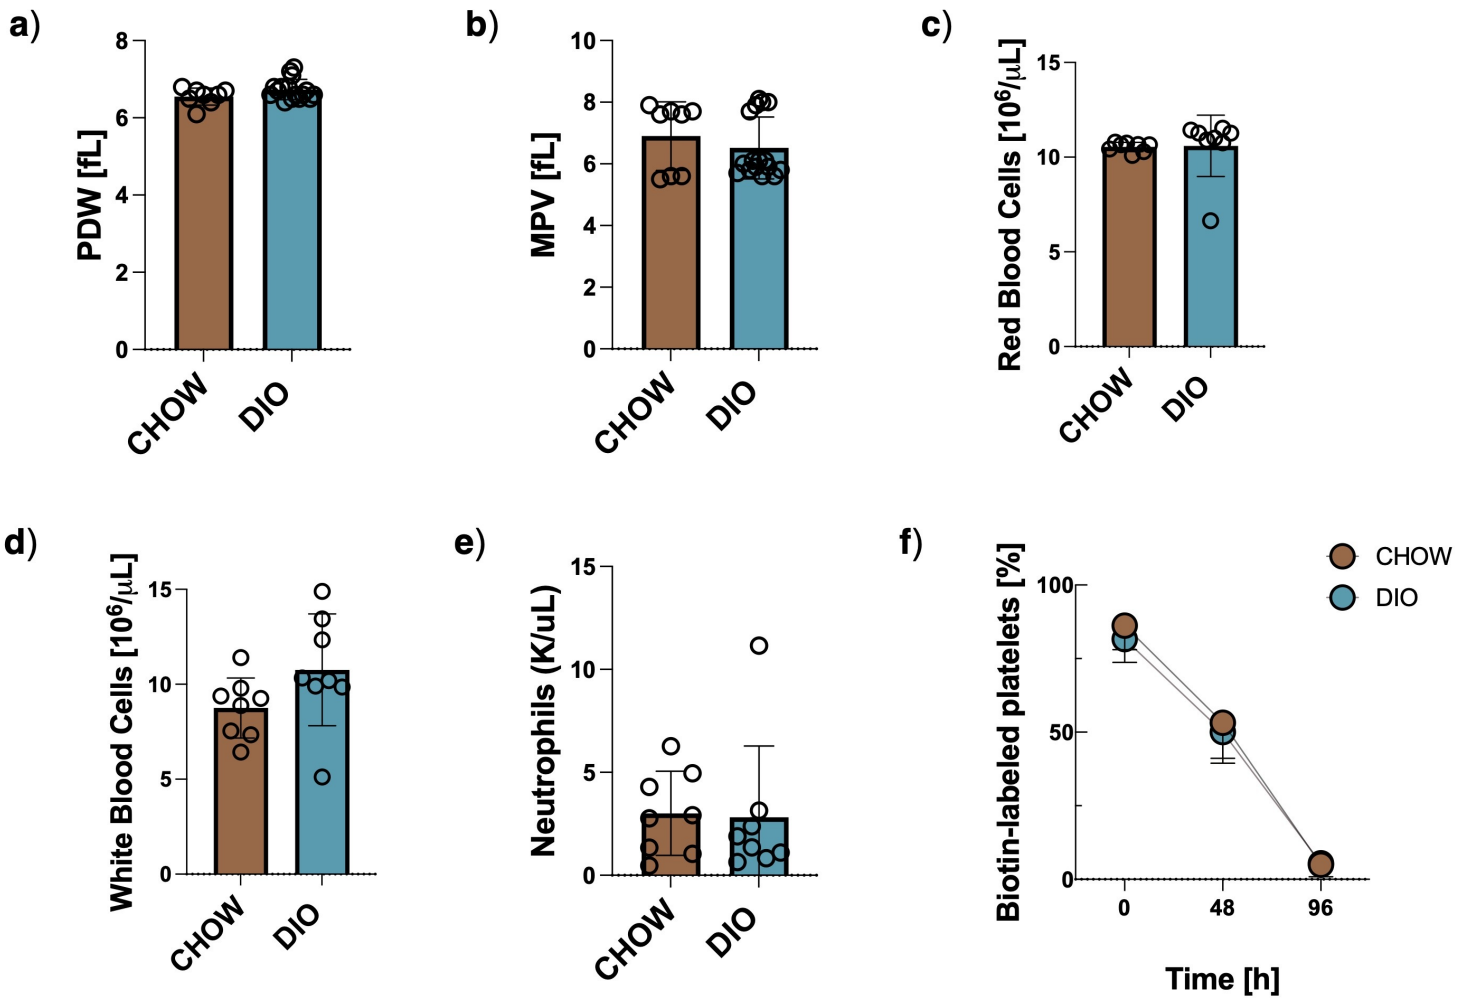 a)
PDW [fL]
8
6
4
2
0
CHOW
DIO
b)
MPV [fL]
10
8
6
4
2
0
CHOW
DIO
c)
Red Blood Cells [10⁶/µL]
15
10
5
0
CHOW
DIO
d)
White Blood Cells [10⁶/µL]
15
10
5
0
CHOW
DIO
e)
Neutrophils (K/uL)
15
10
5
0
CHOW
DIO
f)
Biotin-labeled platelets [%]
100
50
0
0
48
96
Time [h]
CHOW
DIO